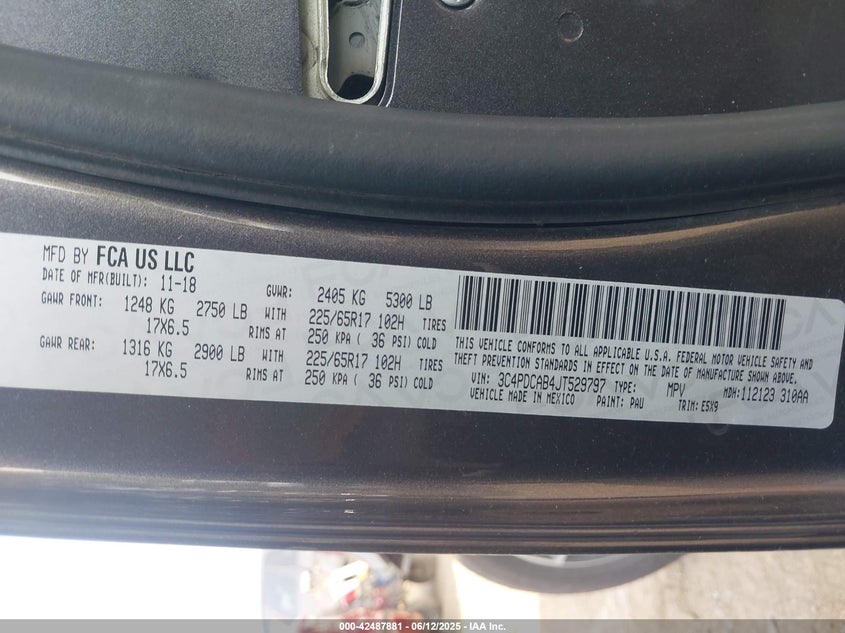 MFD BY FCA US LLC
DATE OF MFR(BUILT): 11-18 GVWR: 2405 KG 5300 LB
GAWR FRONT: 1248 KG 2750 LB WITH 225/65R17 102H TIRES
17X6.5 RIMS AT 250 KPA ( 36 PSI) COLD
GAWR REAR: 1316 KG 2900 LB WITH 225/65R17 102H TIRES
17X6.5 RIMS AT 250 KPA ( 36 PSI) COLD
THIS VEHICLE CONFORMS TO ALL APPLICABLE U.S.A. FEDERAL MOTOR VEHICLE SAFETY AND
THEFT PREVENTION STANDARDS IN EFFECT ON THE DATE OF MANUFACTURE SHOWN ABOVE.
VIN: 3C4PDCAB4JT529797 TYPE: MPV MDH:112123 310AA
VEHICLE MADE IN MEXICO PAINT: PAU TRIM: E5X9
000-42487881 - 06/12/2025 - IAA Inc.